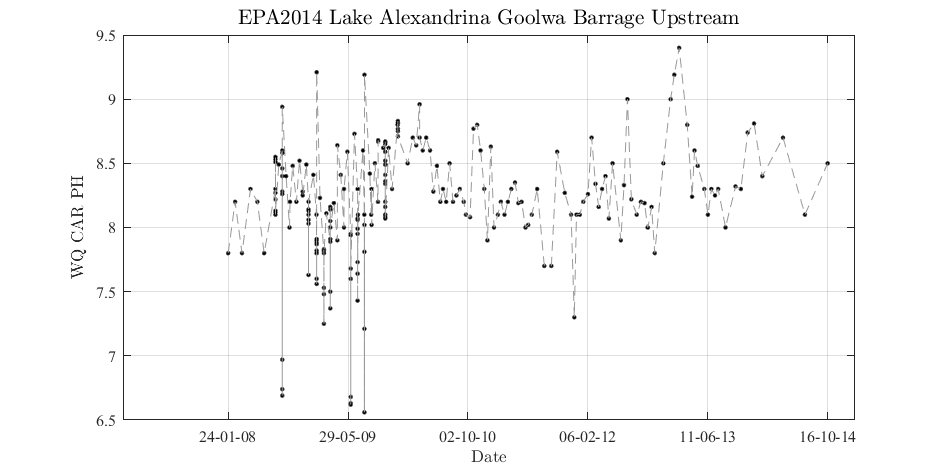 EPA2014 Lake Alexandrina Goolwa Barrage Upstream
9.5
9
8.5
8
7.5
7
6.5
WQ CAR PH
24-01-08 29-05-09 02-10-10 06-02-12 11-06-13 16-10-14
Date